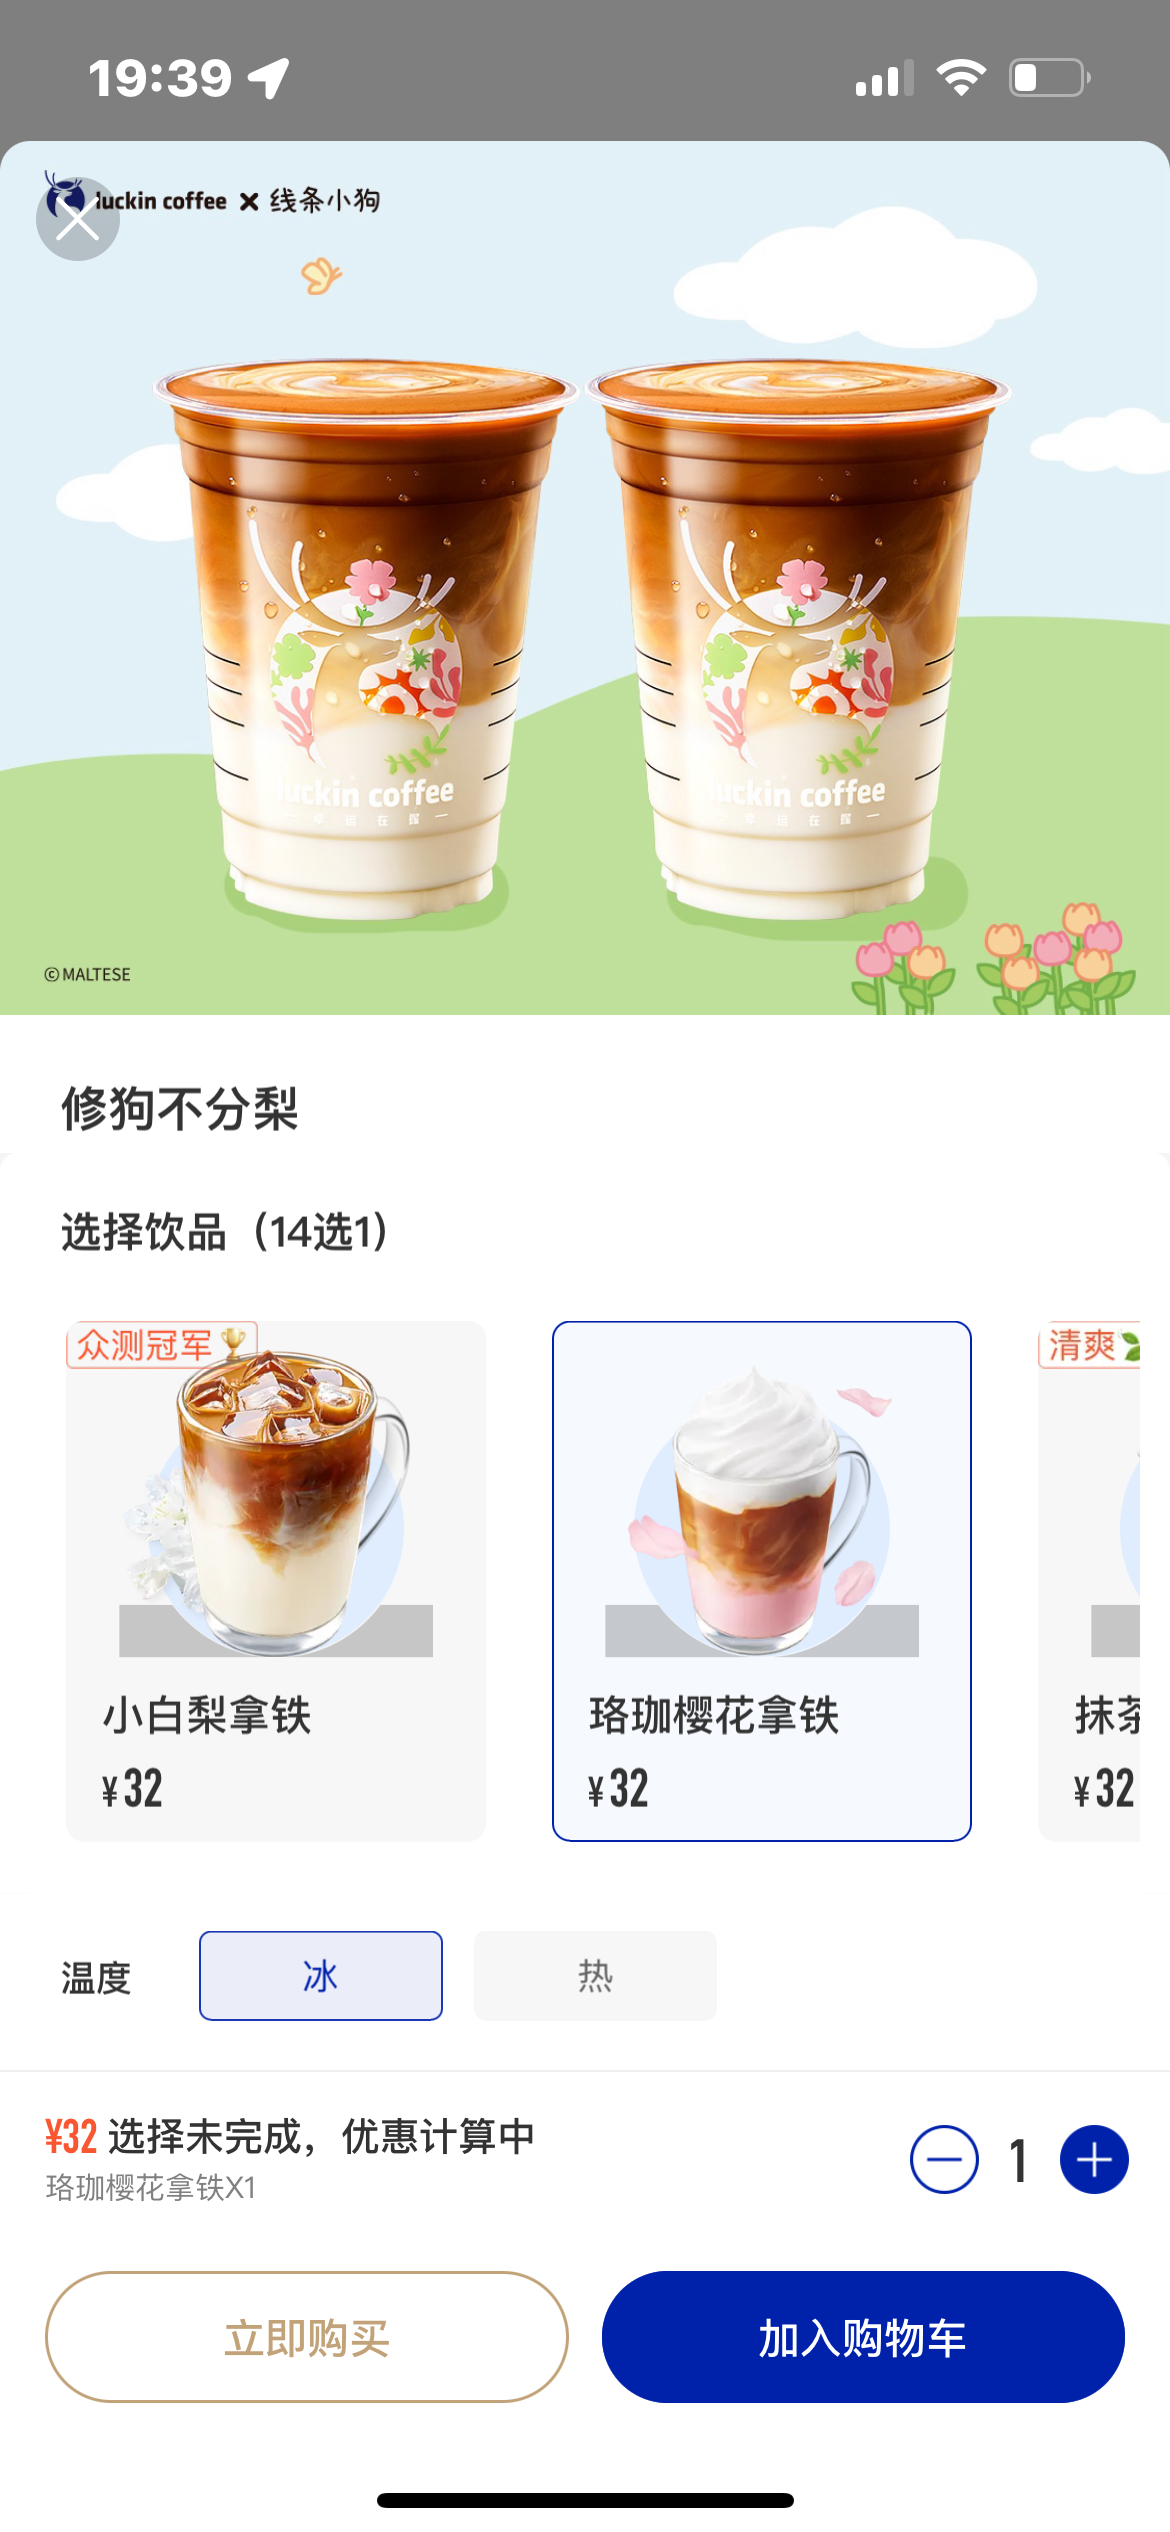 19:39
luckin coffee × 线条小狗
luckin coffee
luckin coffee
©MALTESE
修狗不分梨
选择饮品（14选1）
众测冠军🏆
清爽🌿
小白梨拿铁
珞珈樱花拿铁
抹茶
¥32
¥32
¥32
温度
冰
热
¥32 选择未完成，优惠计算中
珞珈樱花拿铁X1
1
立即购买
加入购物车